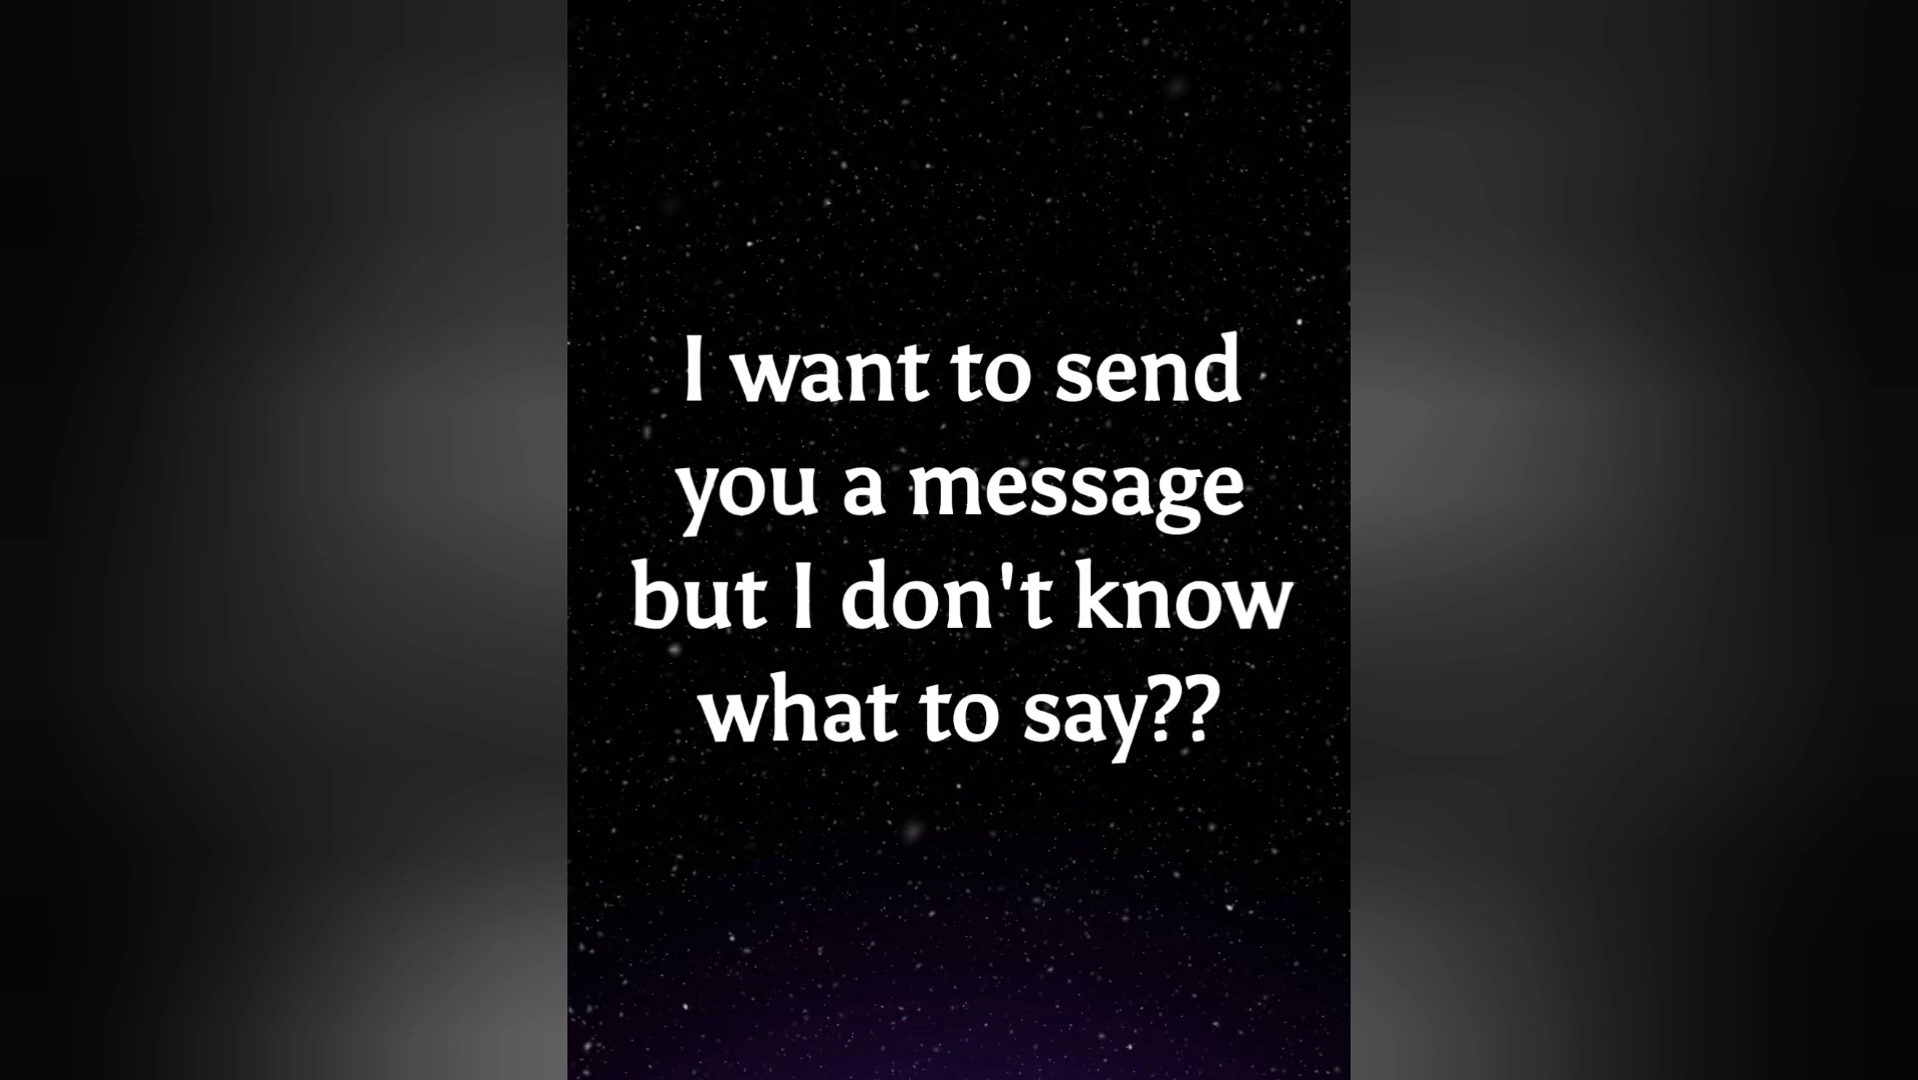 I want to send
you a message
but I don't know
what to say??